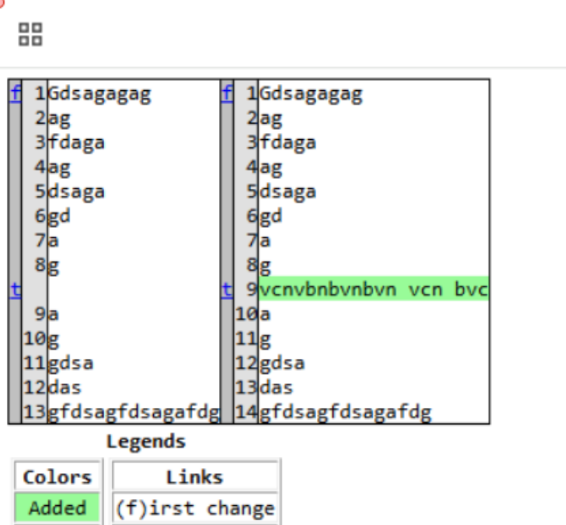 f 1 Gdsagagag f 1 Gdsagagag
2 ag 2 ag
3 fdaga 3 fdaga
4 ag 4 ag
5 dsaga 5 dsaga
6 gd 6 gd
7 a 7 a
8 g 8 g
t t 9 vcnvbnbvnbvn vcn bvc
9 a 10 a
10 g 11 g
11 gdsa 12 gdsa
12 das 13 das
13 gfdsagfdsagafdg 14 gfdsagfdsagafdg
Legends
Colors Links
Added (f)irst change